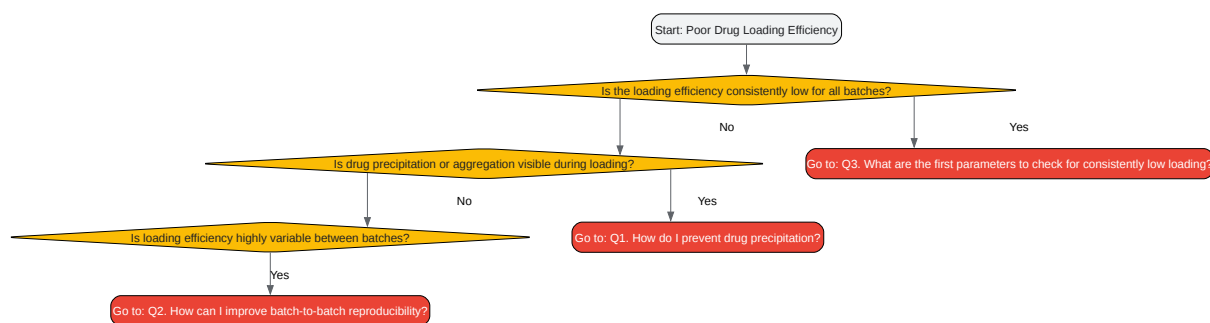 Start: Poor Drug Loading Efficiency
Is the loading efficiency consistently low for all batches?
No
Yes
Is drug precipitation or aggregation visible during loading?
Go to: Q3. What are the first parameters to check for consistently low loading?
No
Yes
Is loading efficiency highly variable between batches?
Go to: Q1. How do I prevent drug precipitation?
Yes
Go to: Q2. How can I improve batch-to-batch reproducibility?